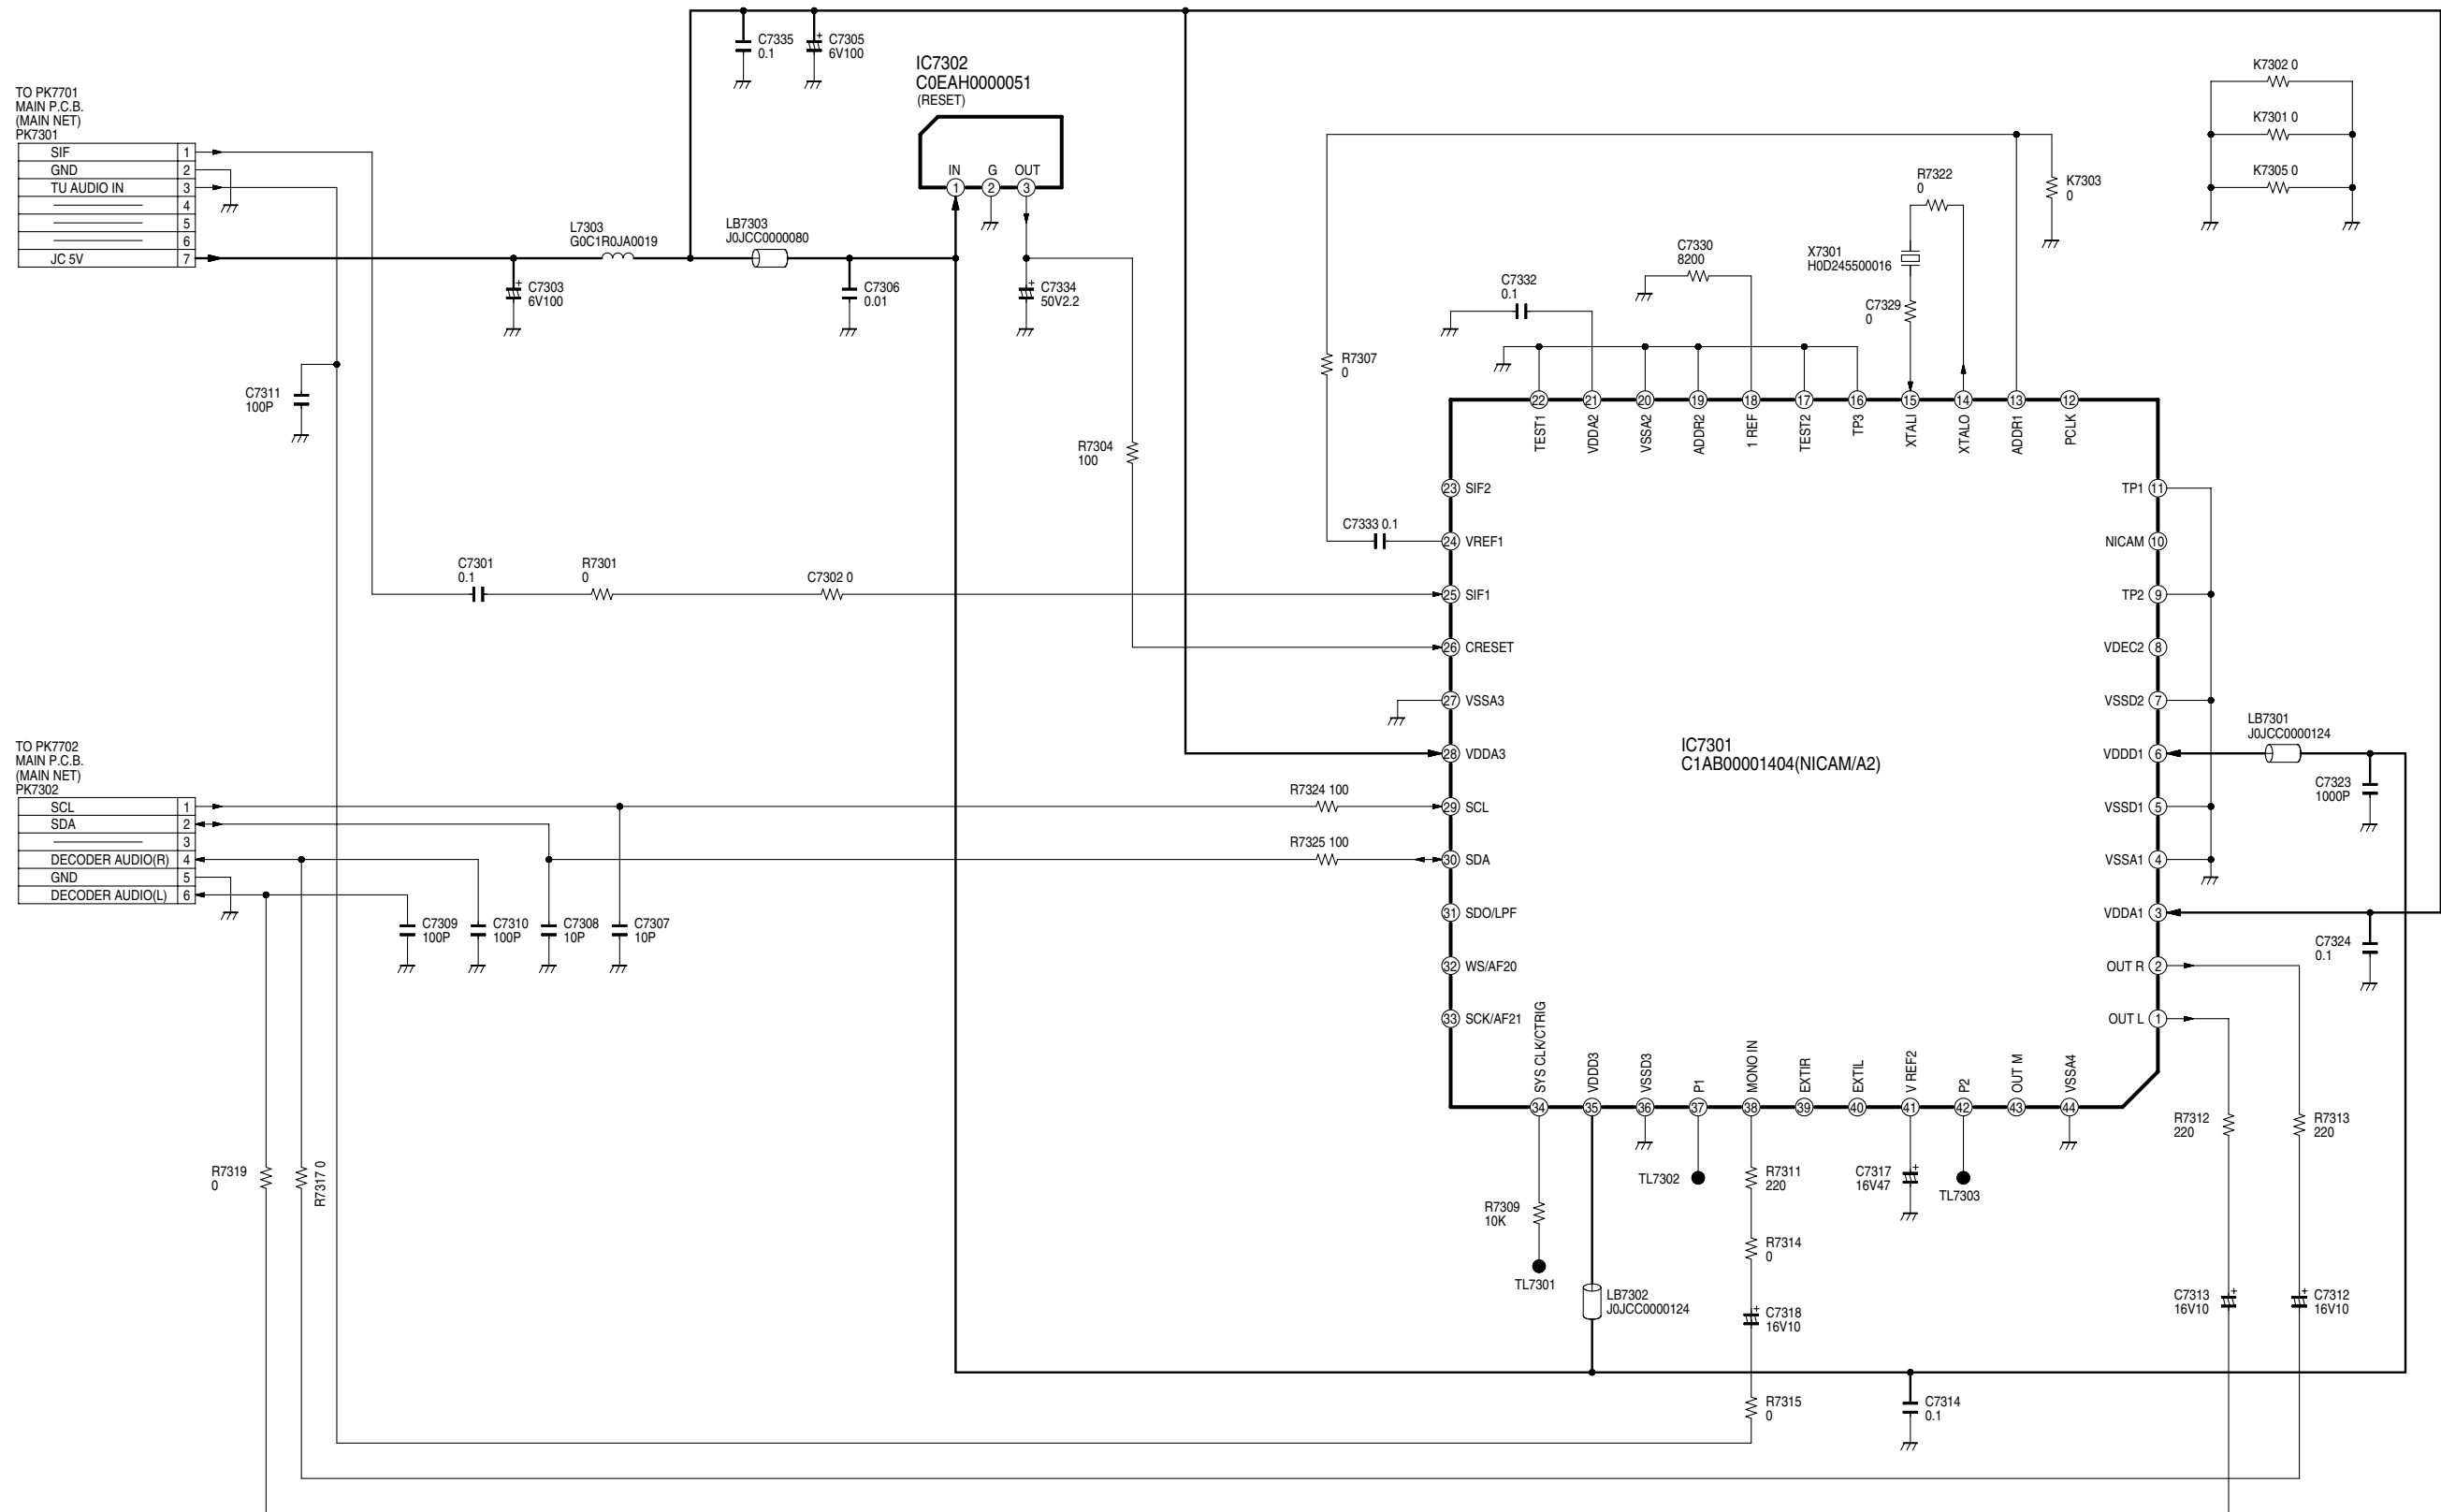 C7335
0.1
C7305
6V100
IC7302
C0EAH0000051
(RESET)
IN
G
OUT
1
2
3
TO PK7701
MAIN P.C.B.
(MAIN NET)
PK7301
SIF 1
GND 2
TU AUDIO IN 3
4
5
6
JC 5V 7
L7303
G0C1R0JA0019
LB7303
J0JCC0000080
C7303
6V100
C7306
0.01
C7334
50V2.2
C7311
100P
R7304
100
K7302 0
K7301 0
K7305 0
K7303
0
R7322
0
X7301
H0D245500016
C7329
0
C7330
8200
C7332
0.1
R7307
0
C7333 0.1
C7301
0.1
R7301
0
C7302 0
22
21
20
19
18
17
16
15
14
13
12
TEST1
VDDA2
VSSA2
ADDR2
1 REF
TEST2
TP3
XTALI
XTALO
ADDR1
PCLK
23 SIF2
24 VREF1
25 SIF1
26 CRESET
27 VSSA3
28 VDDA3
29 SCL
30 SDA
31 SDO/LPF
32 WS/AF20
33 SCK/AF21
IC7301
C1AB00001404(NICAM/A2)
TP1 11
NICAM 10
TP2 9
VDEC2 8
VSSD2 7
VDDD1 6
VSSD1 5
VSSA1 4
VDDA1 3
OUT R 2
OUT L 1
LB7301
J0JCC0000124
C7323
1000P
C7324
0.1
TO PK7702
MAIN P.C.B.
(MAIN NET)
PK7302
SCL 1
SDA 2
3
DECODER AUDIO(R) 4
GND 5
DECODER AUDIO(L) 6
R7324 100
R7325 100
C7309
100P
C7310
100P
C7308
10P
C7307
10P
SYS CLK/CTRIG
VDDD3
VSSD3
P1
MONO IN
EXTIR
EXTIL
V REF2
P2
OUT M
VSSA4
34
35
36
37
38
39
40
41
42
43
44
R7319
0
R7317 0
R7309
10K
TL7301
TL7302
R7311
220
R7314
0
C7317
16V47
TL7303
R7312
220
R7313
220
LB7302
J0JCC0000124
C7318
16V10
C7313
16V10
C7312
16V10
R7315
0
C7314
0.1